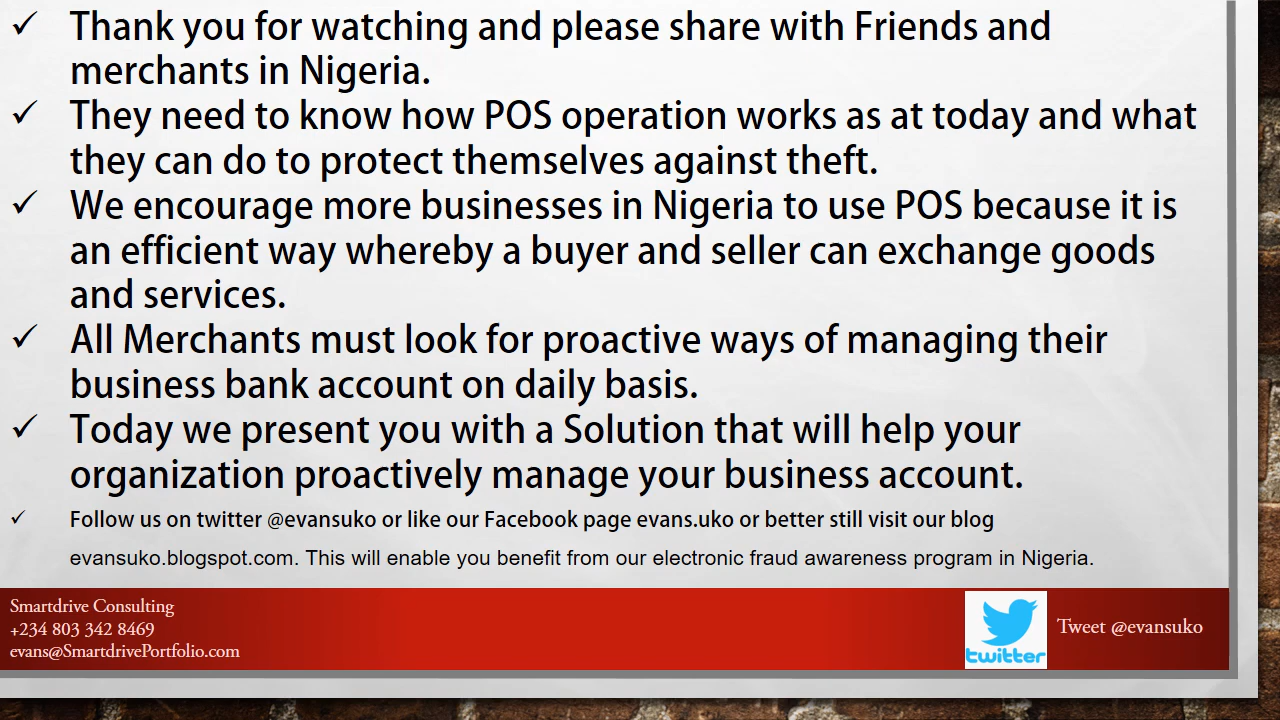 ✓ Thank you for watching and please share with Friends and
merchants in Nigeria.
✓ They need to know how POS operation works as at today and what
they can do to protect themselves against theft.
✓ We encourage more businesses in Nigeria to use POS because it is
an efficient way whereby a buyer and seller can exchange goods
and services.
✓ All Merchants must look for proactive ways of managing their
business bank account on daily basis.
✓ Today we present you with a Solution that will help your
organization proactively manage your business account.
✓ Follow us on twitter @evansuko or like our Facebook page evans.uko or better still visit our blog
evansuko.blogspot.com. This will enable you benefit from our electronic fraud awareness program in Nigeria.
Smartdrive Consulting
+234 803 342 8469
evans@SmartdrivePortfolio.com
twitter
Tweet @evansuko